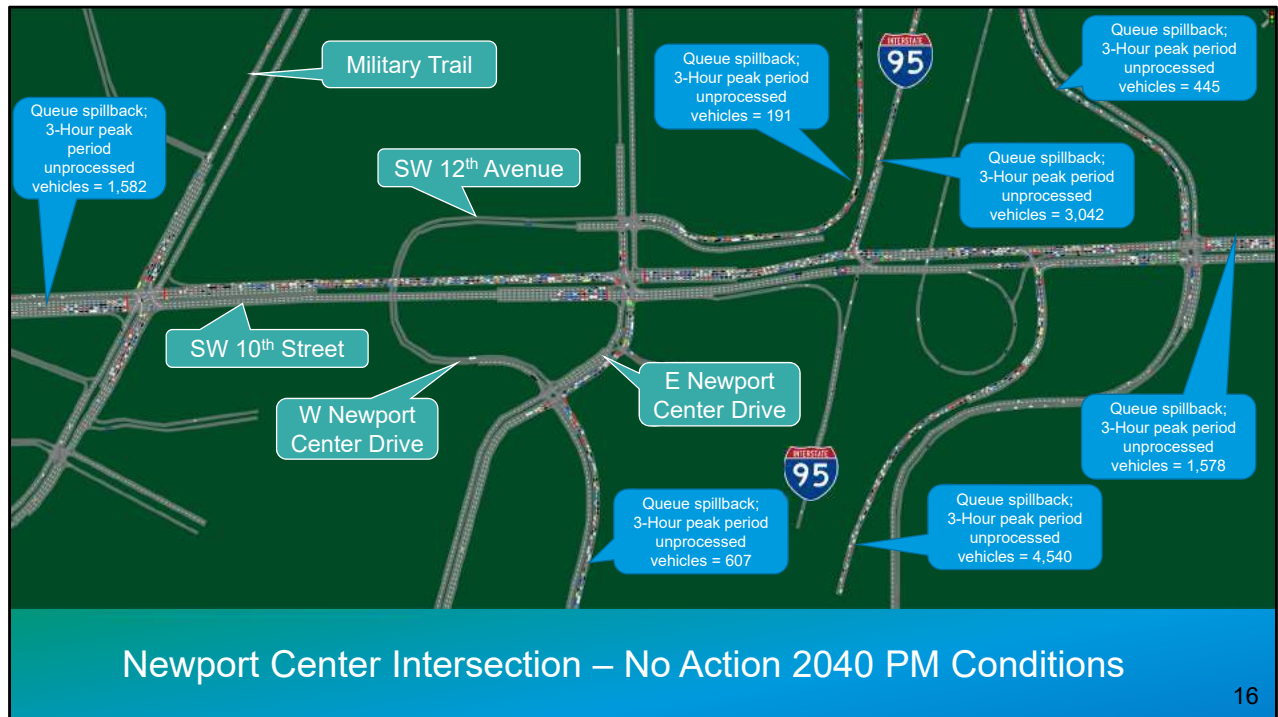 Military Trail
Queue spillback;
3-Hour peak period
unprocessed
vehicles = 191
INTERSTATE
95
Queue spillback;
3-Hour peak period
unprocessed
vehicles = 445
Queue spillback;
3-Hour peak
period
unprocessed
vehicles = 1,582
SW 12th Avenue
Queue spillback;
3-Hour peak period
unprocessed
vehicles = 3,042
SW 10th Street
E Newport
Center Drive
W Newport
Center Drive
INTERSTATE
95
Queue spillback;
3-Hour peak period
unprocessed
vehicles = 1,578
Queue spillback;
3-Hour peak period
unprocessed
vehicles = 607
Queue spillback;
3-Hour peak period
unprocessed
vehicles = 4,540
Newport Center Intersection – No Action 2040 PM Conditions
16